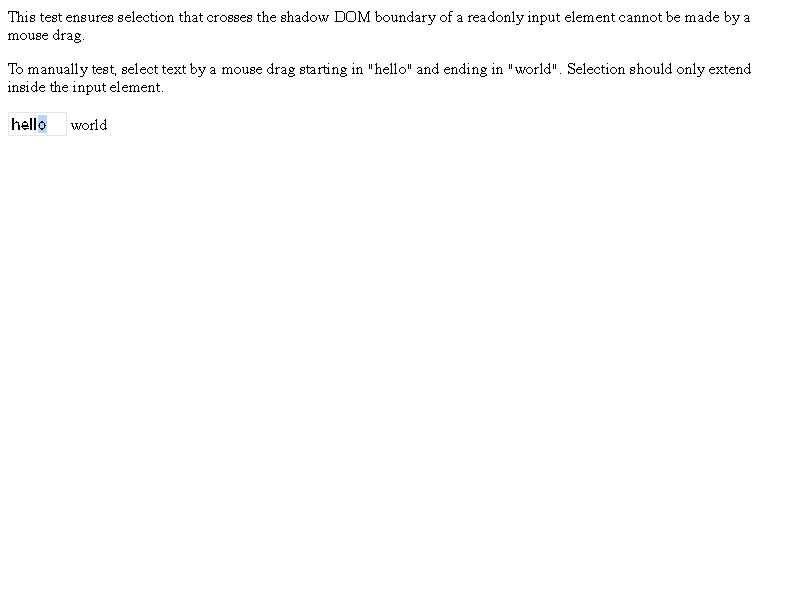 This test ensures selection that crosses the shadow DOM boundary of a readonly input element cannot be made by a
mouse drag.
To manually test, select text by a mouse drag starting in "hello" and ending in "world". Selection should only extend
inside the input element.
hello world